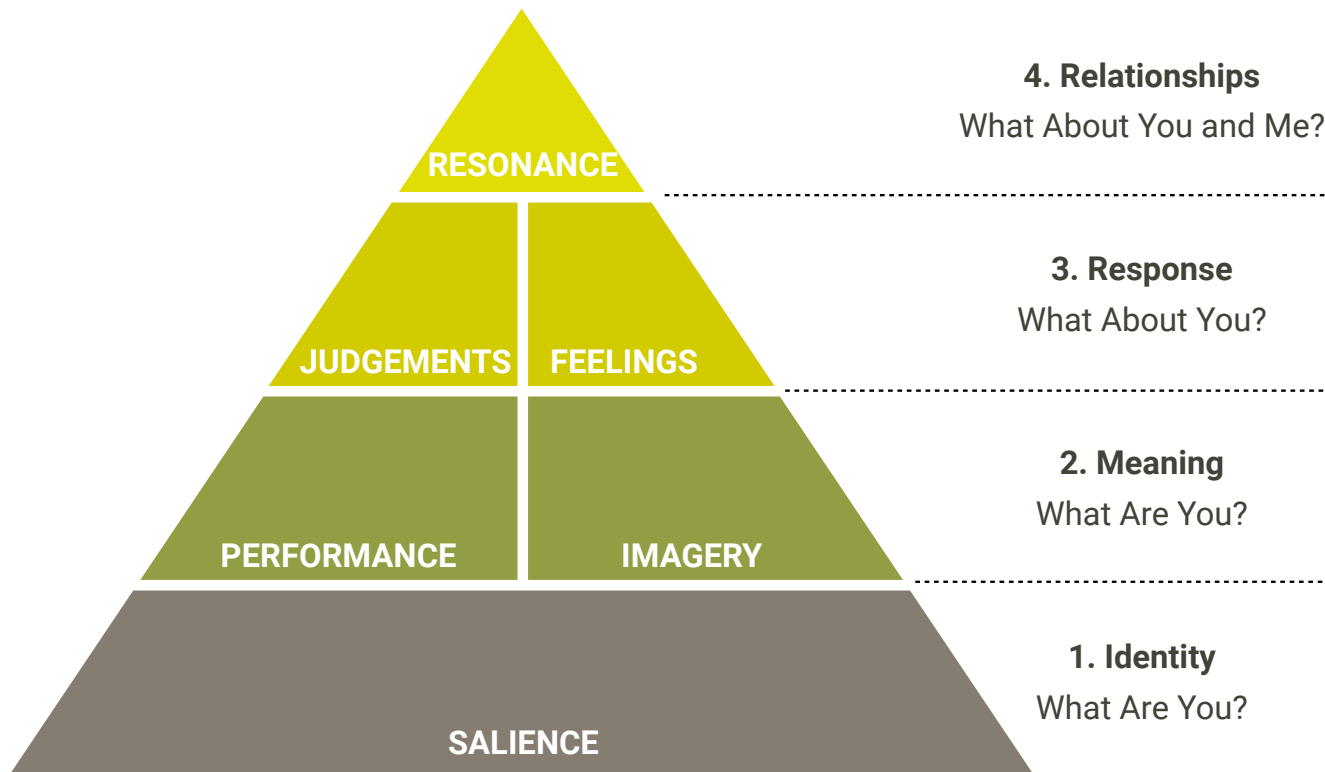 4. Relationships
What About You and Me?
RESONANCE
3. Response
What About You?
JUDGEMENTS FEELINGS
2. Meaning
What Are You?
PERFORMANCE IMAGERY
1. Identity
What Are You?
SALIENCE